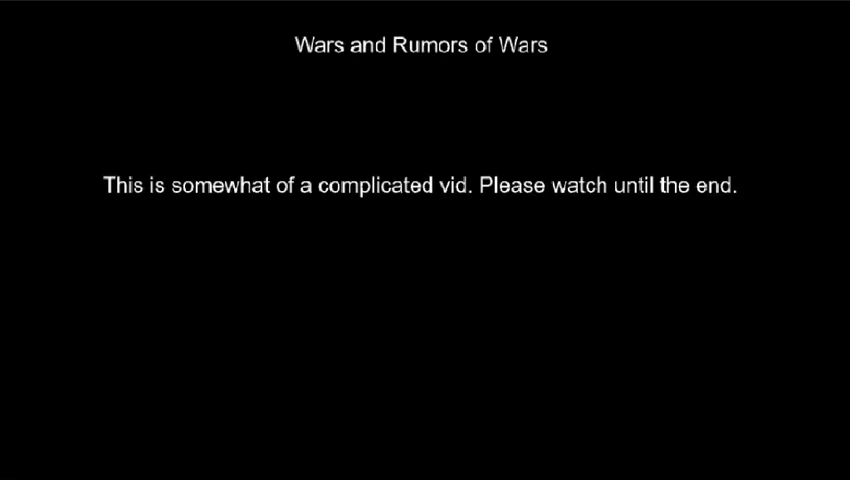 Wars and Rumors of Wars
This is somewhat of a complicated vid. Please watch until the end.